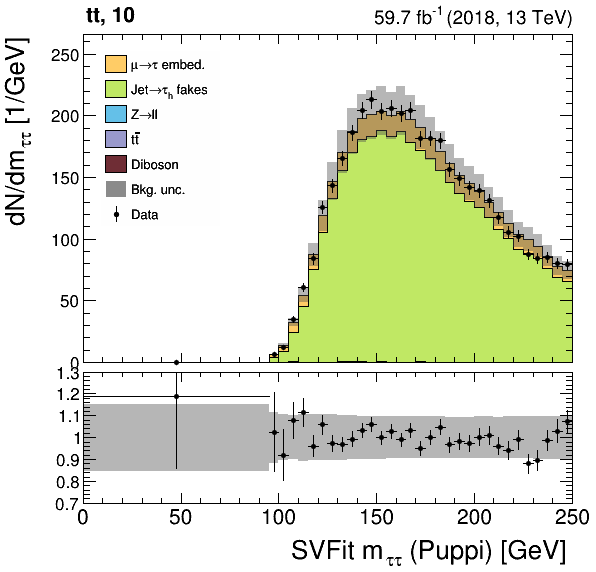 tt, 10
59.7 fb⁻¹ (2018, 13 TeV)
dN/dm_ττ [1/GeV]
250
200
150
100
50
0
μ→τ embed.
Jet→τ_h fakes
Z→ll
tt̄
Diboson
Bkg. unc.
Data
1.3
1.2
1.1
1
0.9
0.8
0.7
0 50 100 150 200 250
SVFit m_ττ (Puppi) [GeV]